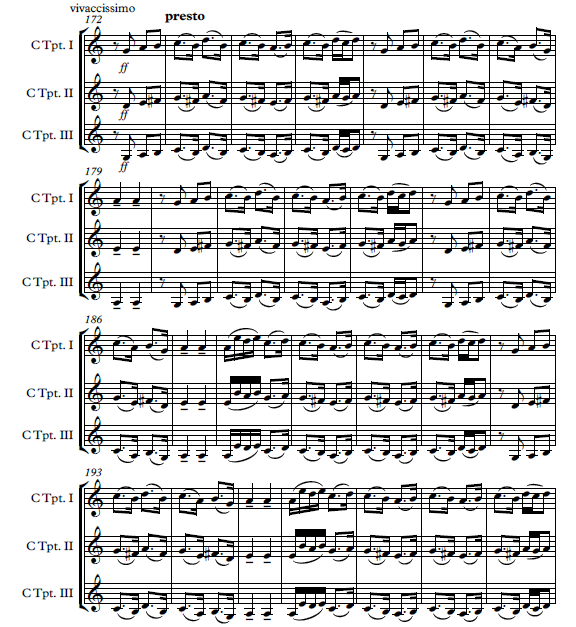 vivaccissimo
172 presto
C Tpt. I
ff
C Tpt. II
ff
C Tpt. III
ff
179
C Tpt. I
C Tpt. II
C Tpt. III
186
C Tpt. I
C Tpt. II
C Tpt. III
193
C Tpt. I
C Tpt. II
C Tpt. III